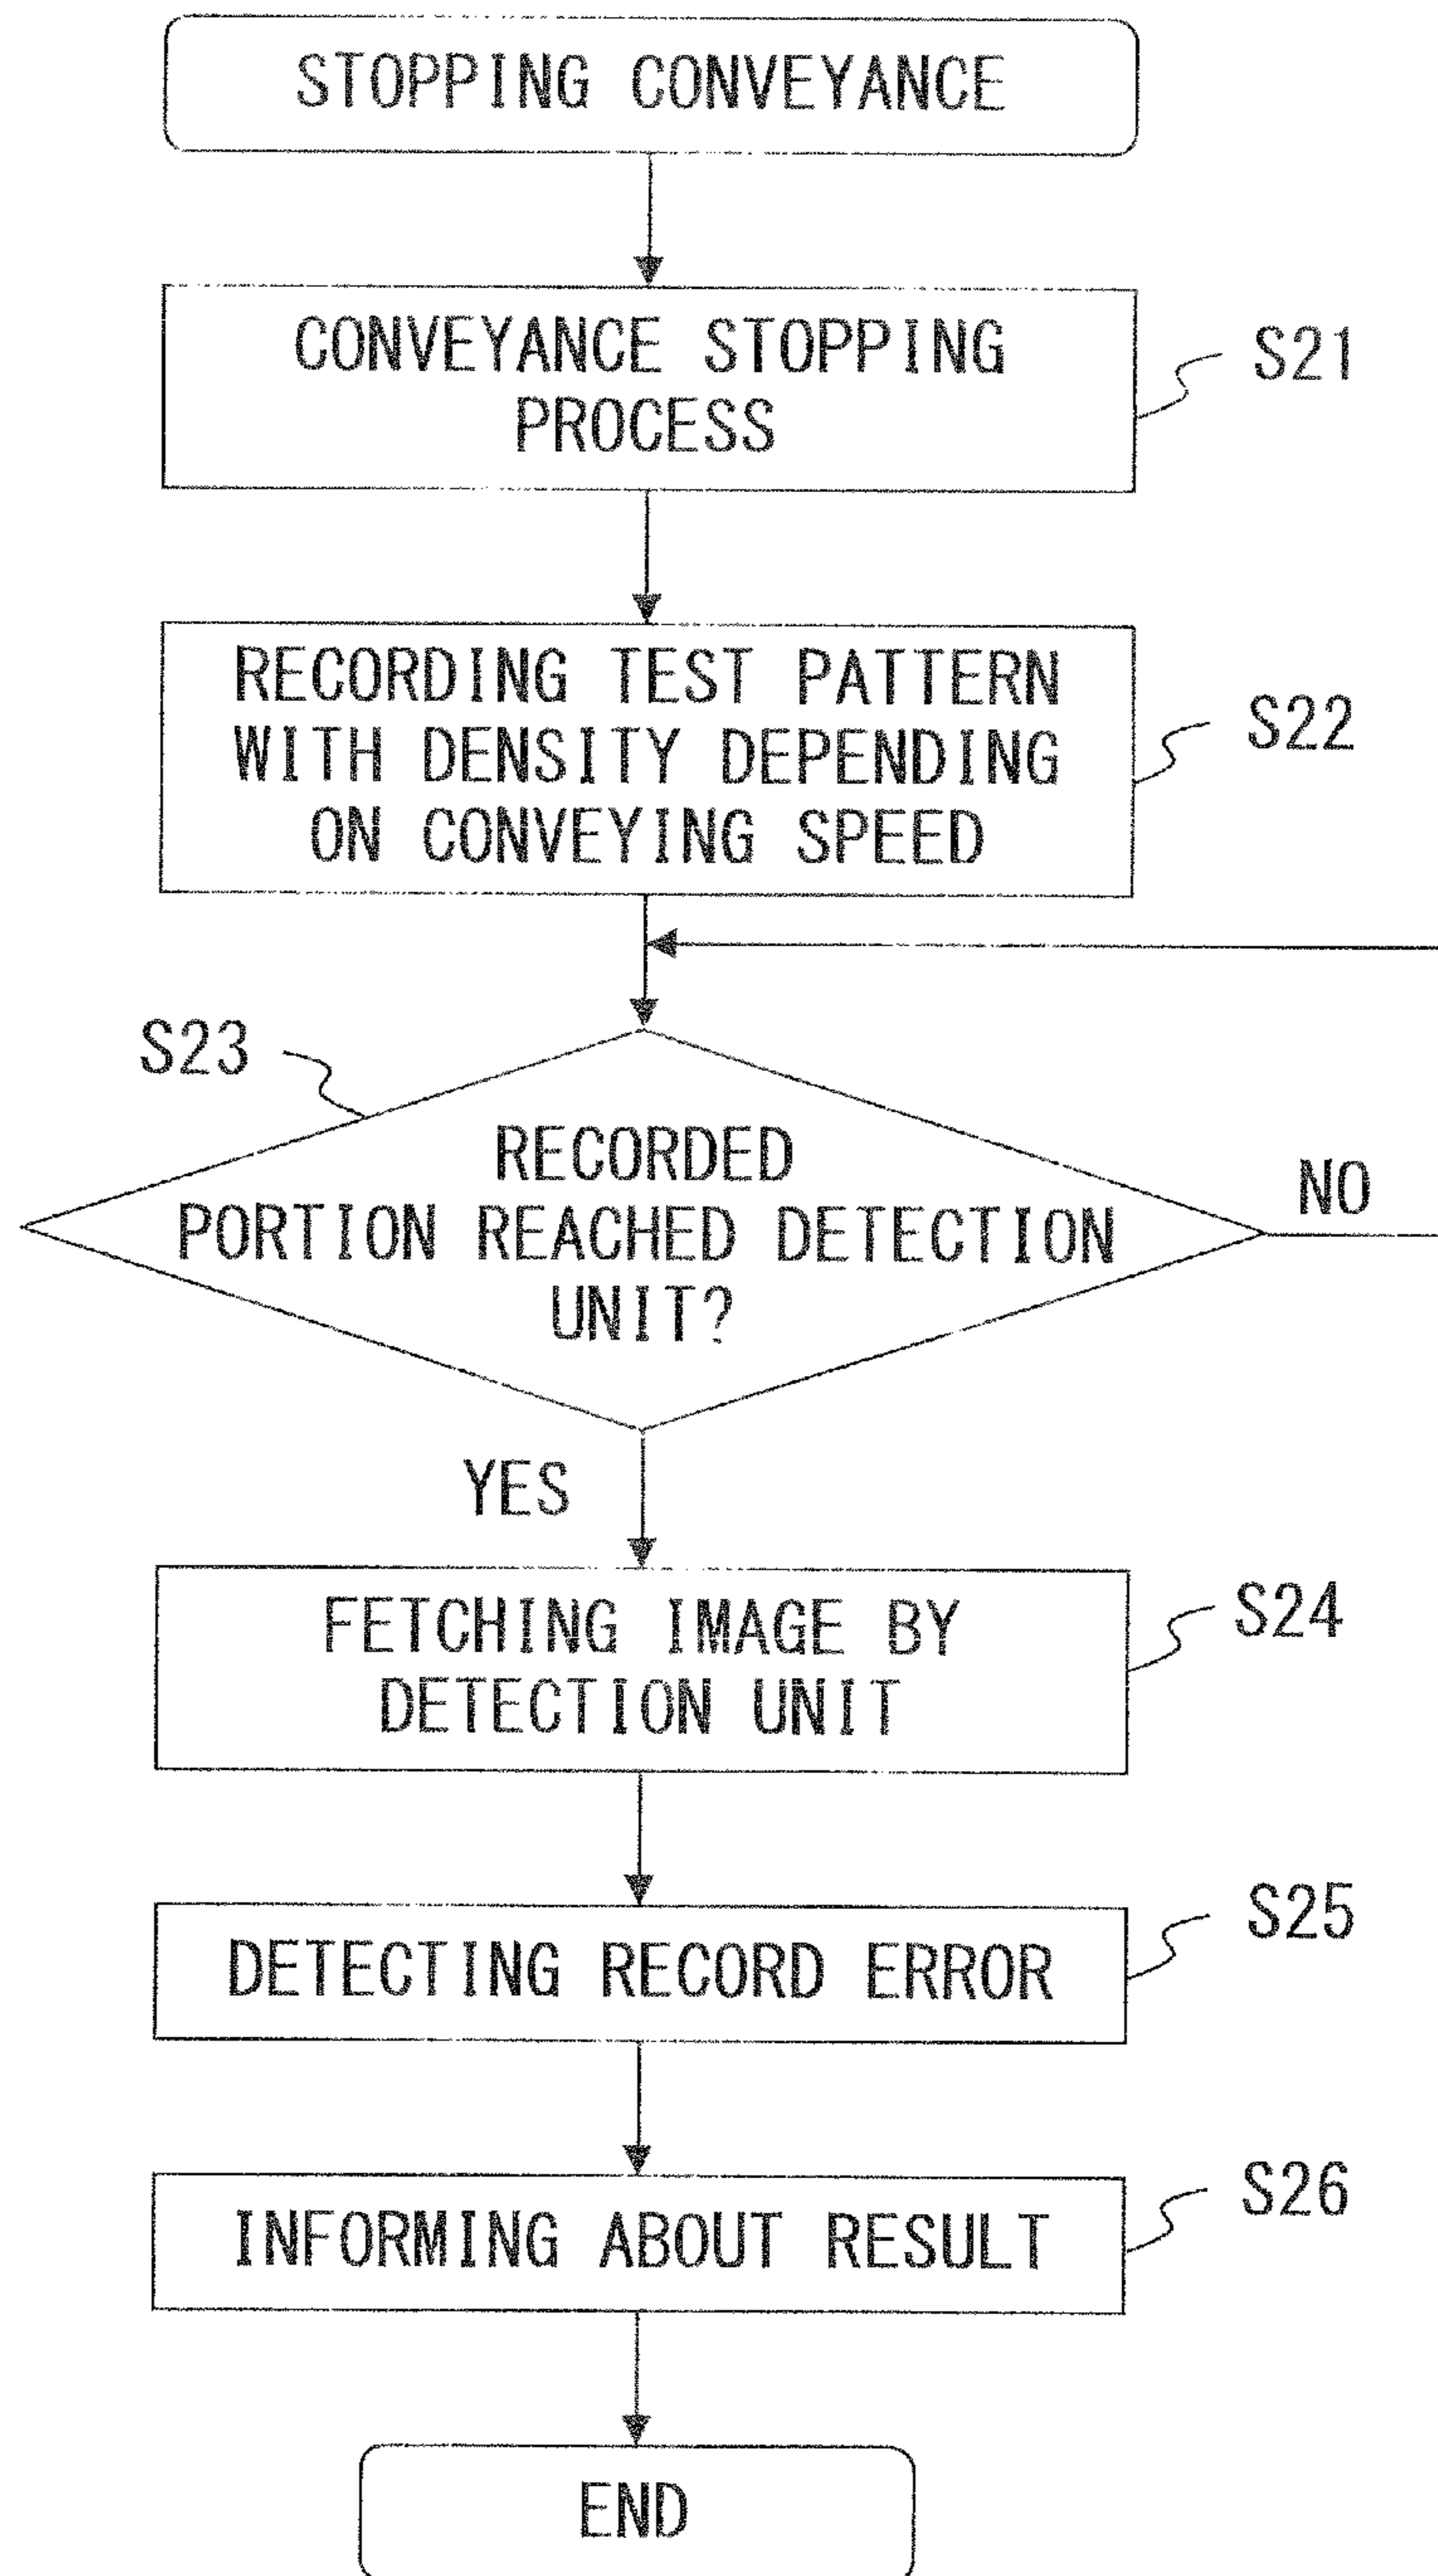 STOPPING CONVEYANCE
CONVEYANCE STOPPING
PROCESS
S21
RECORDING TEST PATTERN
WITH DENSITY DEPENDING
ON CONVEYING SPEED
S22
S23
RECORDED
PORTION REACHED DETECTION
UNIT?
NO
YES
FETCHING IMAGE BY
DETECTION UNIT
S24
DETECTING RECORD ERROR
S25
INFORMING ABOUT RESULT
S26
END